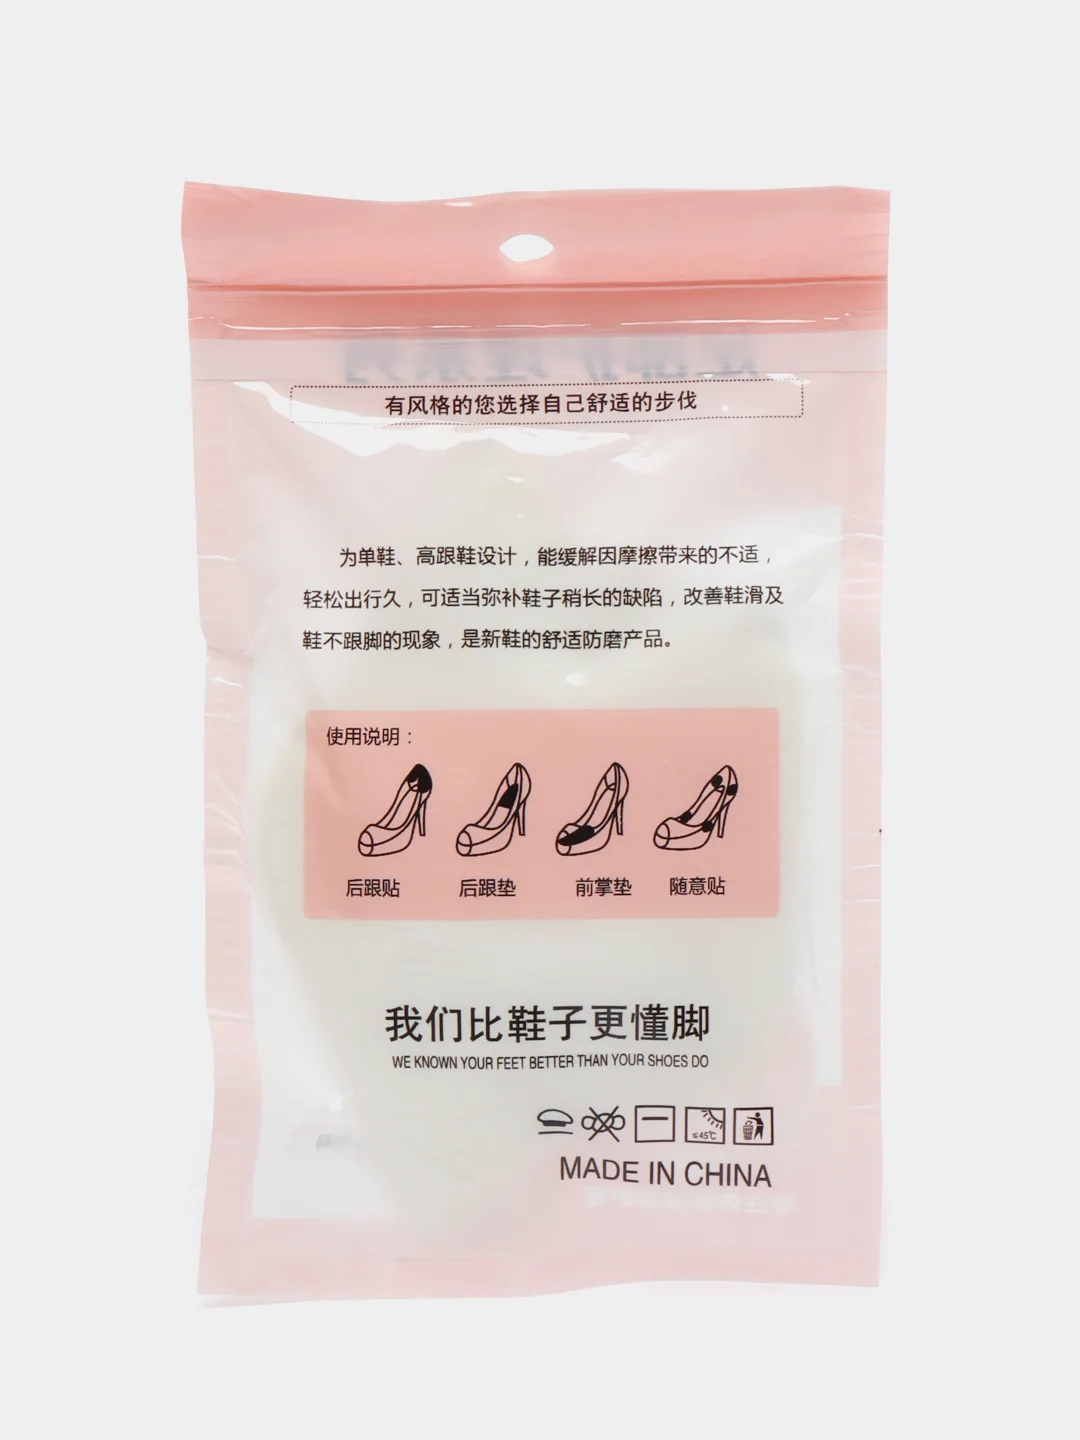 有风格的您选择自己舒适的步伐
为单鞋、高跟鞋设计，能缓解因摩擦带来的不适，
轻松出行久，可适当弥补鞋子稍长的缺陷，改善鞋滑及
鞋不跟脚的现象，是新鞋的舒适防磨产品。
使用说明：
后跟贴 后跟垫 前掌垫 随意贴
我们比鞋子更懂脚
WE KNOWN YOUR FEET BETTER THAN YOUR SHOES DO
≤45℃
MADE IN CHINA